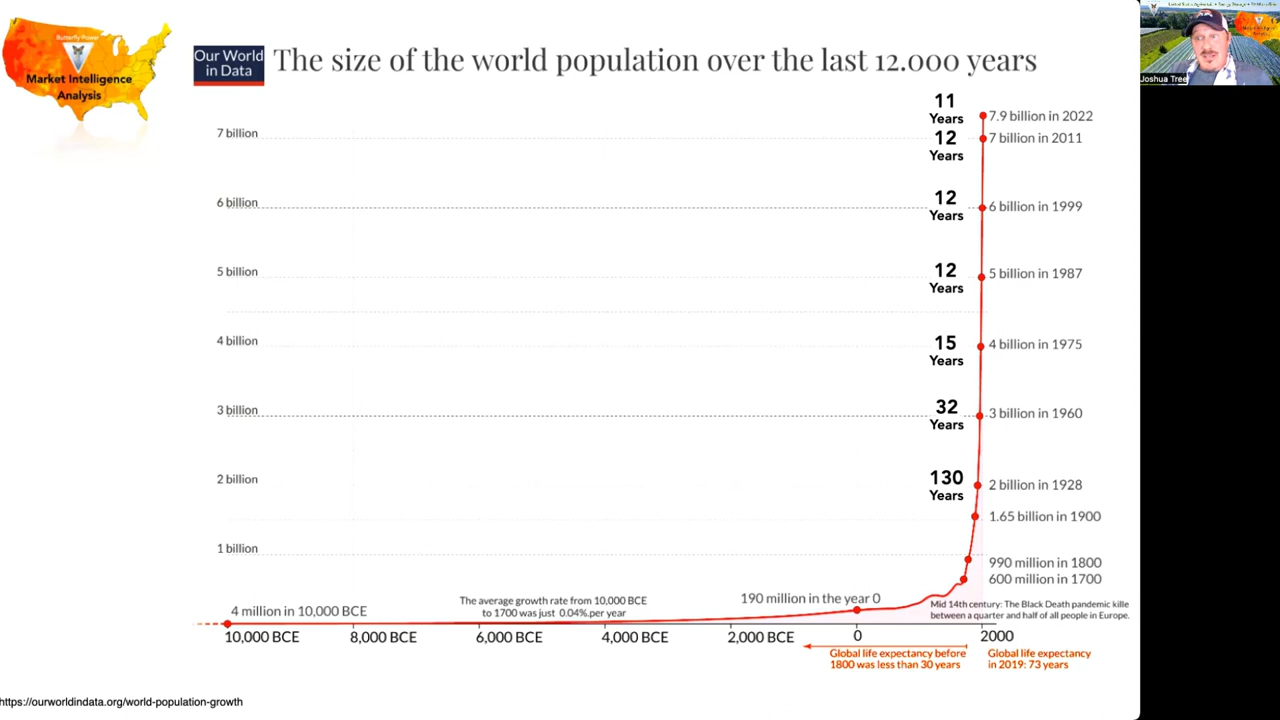 Butterfly Power
Market Intelligence
Analysis
Our World
in Data
The size of the world population over the last 12.000 years
11
Years
7.9 billion in 2022
7 billion
12
Years
7 billion in 2011
6 billion
12
Years
6 billion in 1999
5 billion
12
Years
5 billion in 1987
4 billion
15
Years
4 billion in 1975
3 billion
32
Years
3 billion in 1960
2 billion
130
Years
2 billion in 1928
1.65 billion in 1900
1 billion
990 million in 1800
600 million in 1700
4 million in 10,000 BCE
The average growth rate from 10,000 BCE
to 1700 was just 0.04% per year
190 million in the year 0
Mid 14th century: The Black Death pandemic kille
between a quarter and half of all people in Europe.
10,000 BCE
8,000 BCE
6,000 BCE
4,000 BCE
2,000 BCE
0
2000
Global life expectancy before
1800 was less than 30 years
Global life expectancy
in 2019: 73 years
https://ourworldindata.org/world-population-growth
Joshua Tree